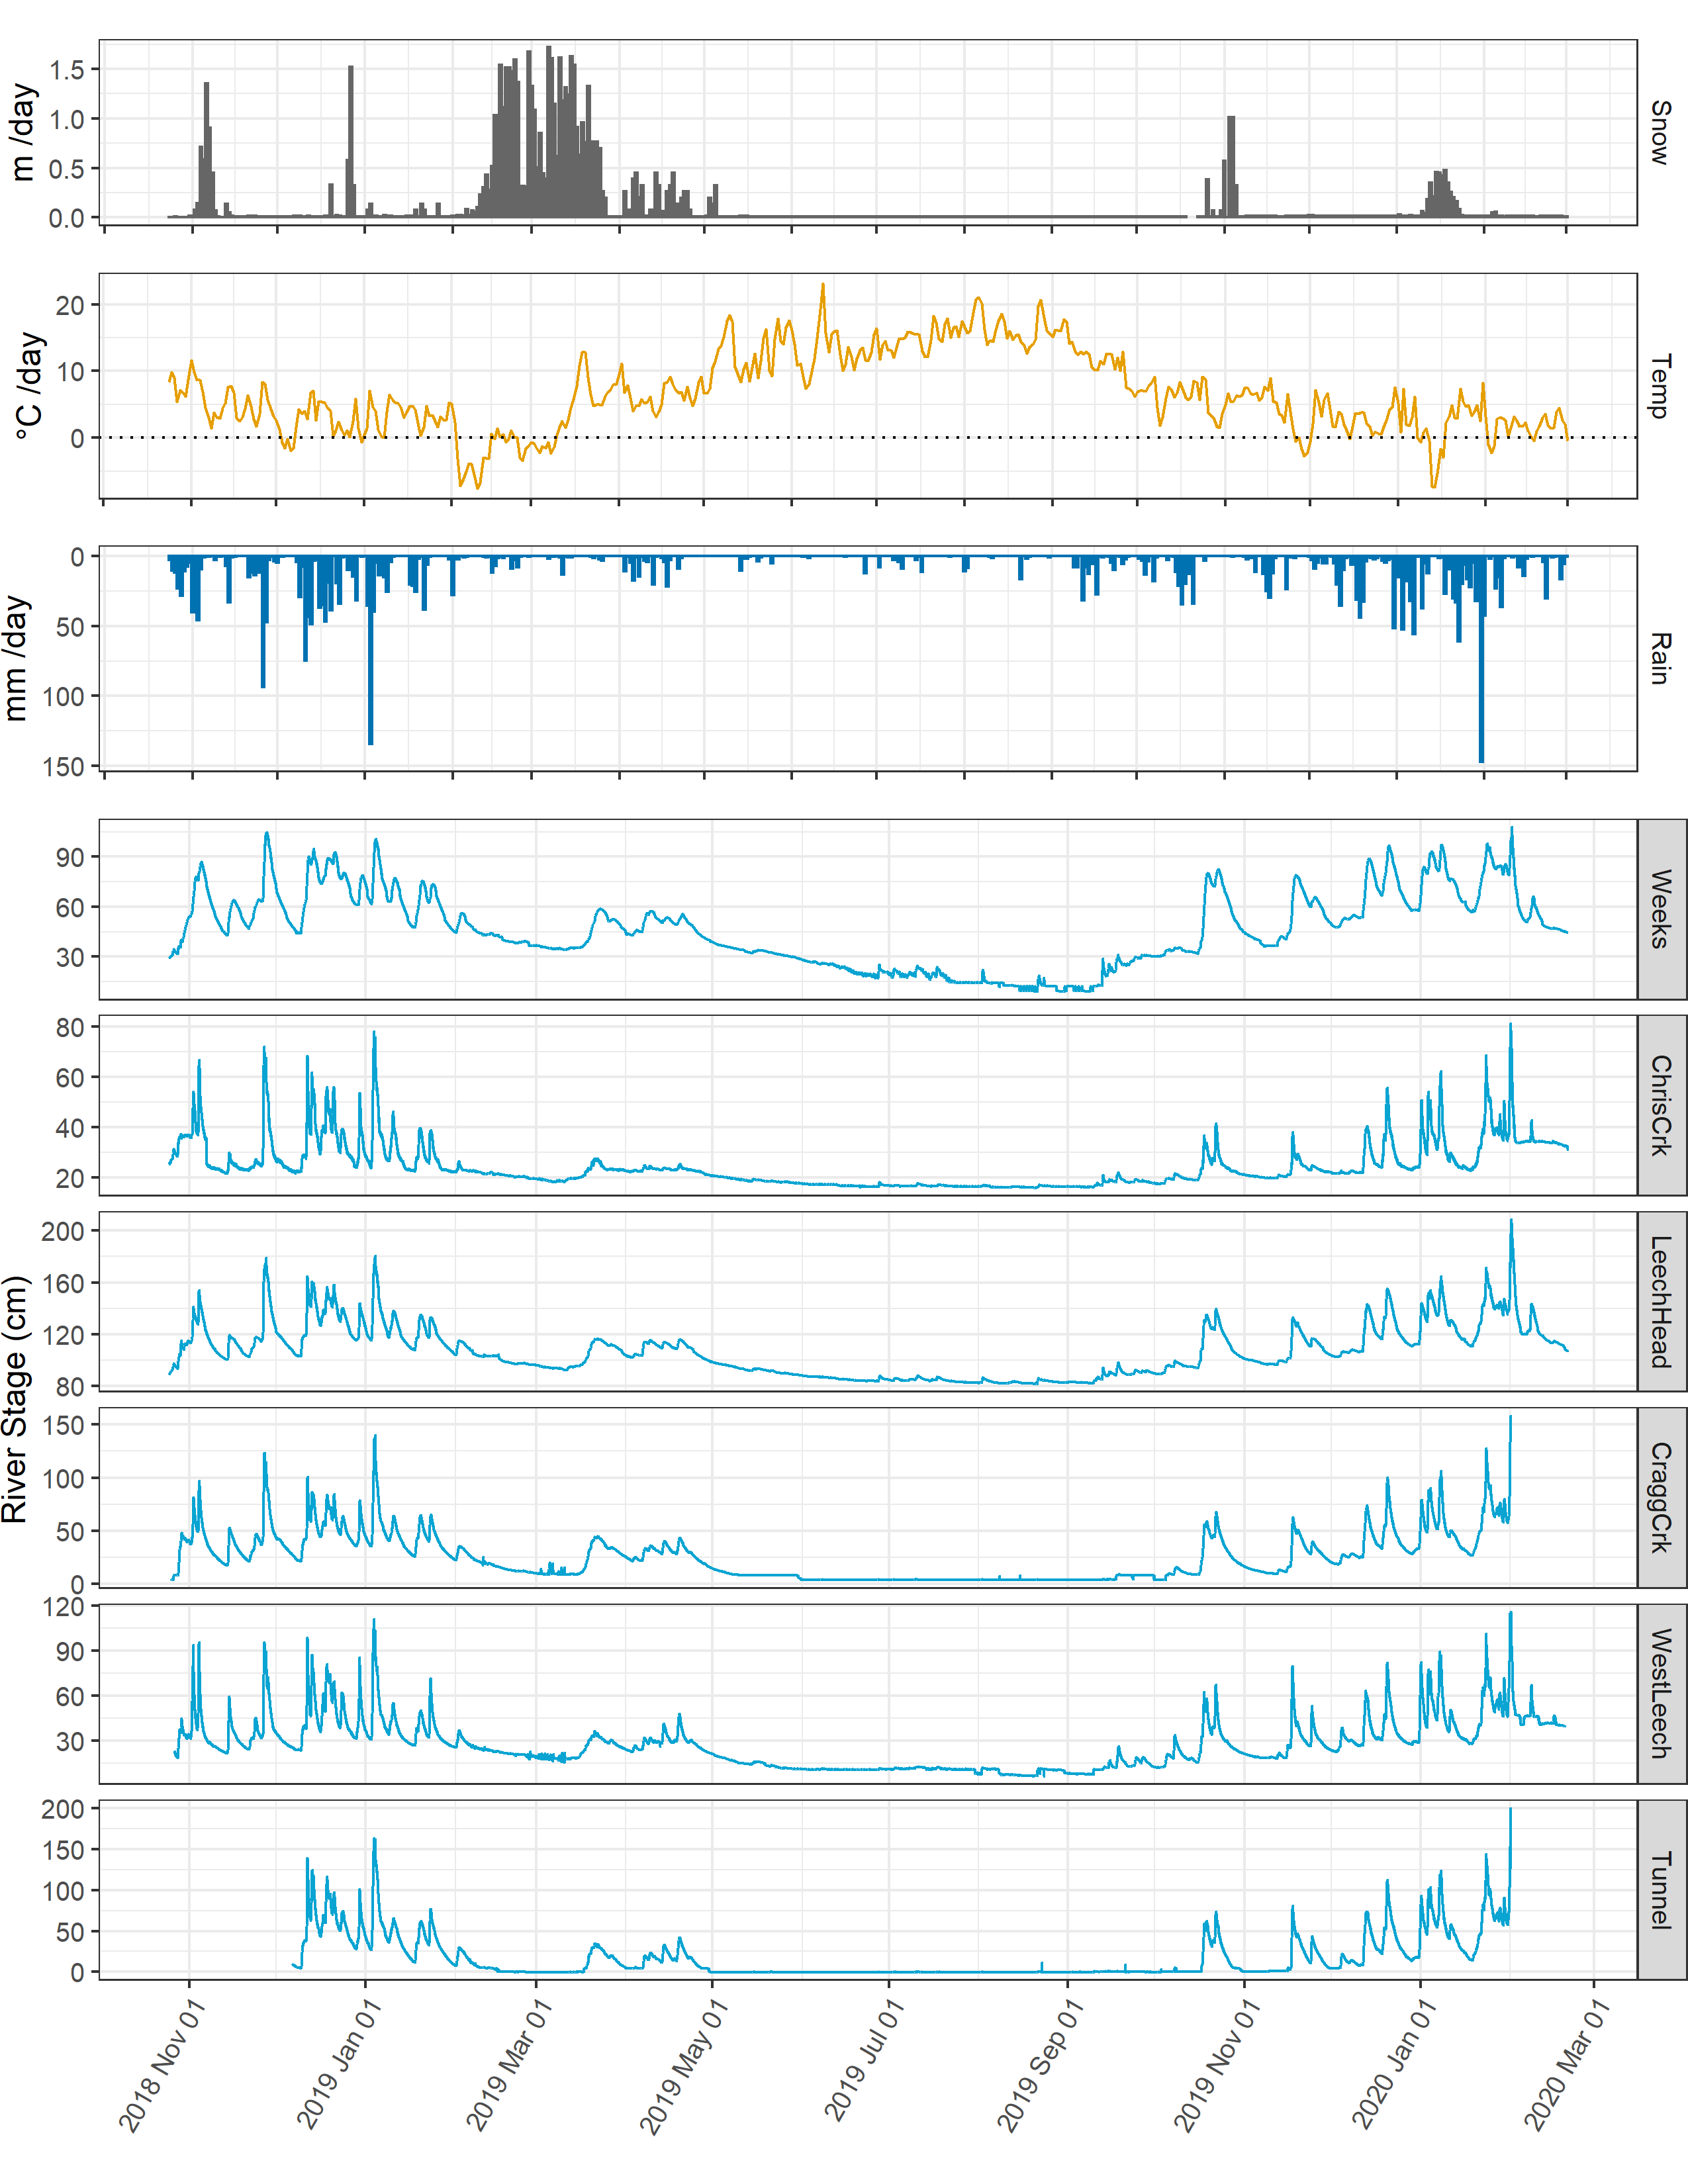 m /day
1.5
1.0
0.5
0.0
Snow
°C /day
20
10
0
Temp
mm /day
0
50
100
150
Rain
River Stage (cm)
90
60
30
Weeks
80
60
40
20
ChrisCrk
200
160
120
80
LeechHead
150
100
50
0
CraggCrk
120
90
60
30
WestLeech
200
150
100
50
0
Tunnel
2018 Nov 01
2019 Jan 01
2019 Mar 01
2019 May 01
2019 Jul 01
2019 Sep 01
2019 Nov 01
2020 Jan 01
2020 Mar 01